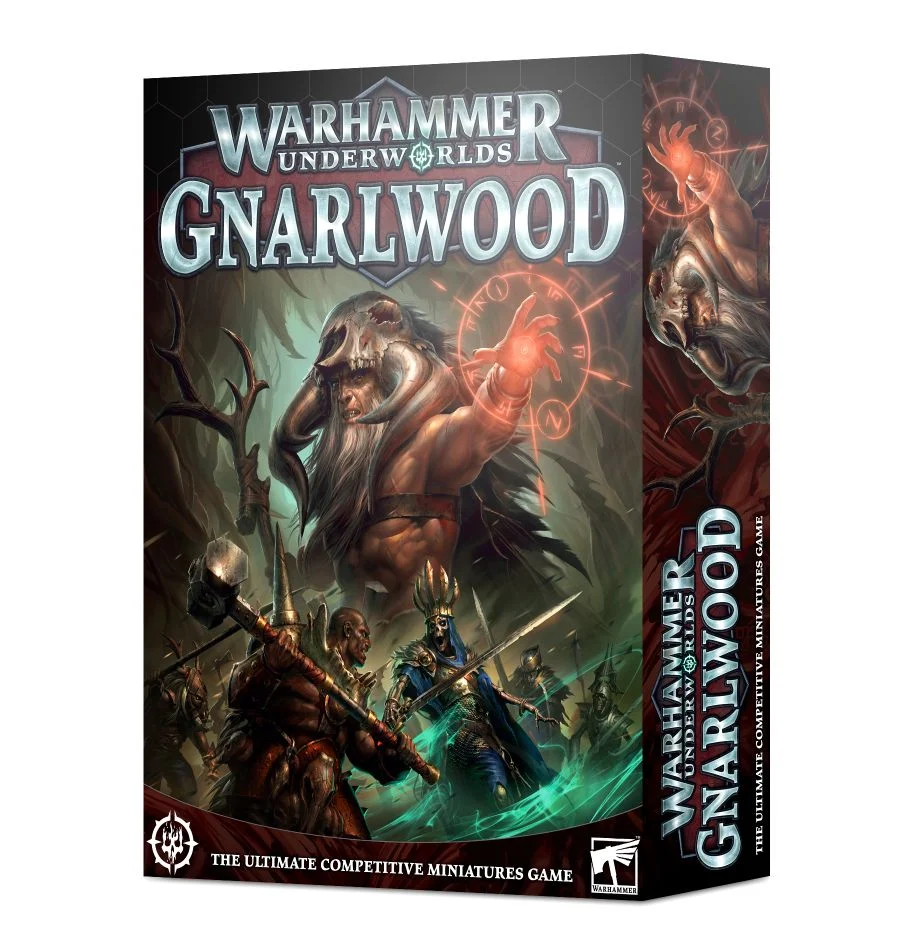 WARHAMMER
UNDERWORLDS
GNARLWOOD
THE ULTIMATE COMPETITIVE MINIATURES GAME
WARHAMMER
WARHAMMER
UNDERWORLDS
GNARLWOOD
THE ULTIMATE COMPETITIVE MINIATURES GAME